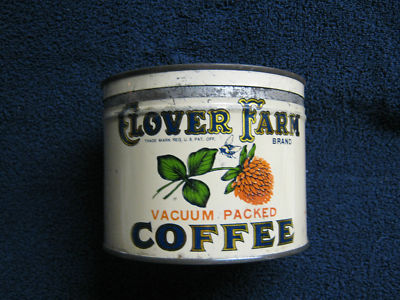 CLOVER FARM
TRADE MARK REG. U.S. PAT. OFF. BRAND
VACUUM PACKED
COFFEE